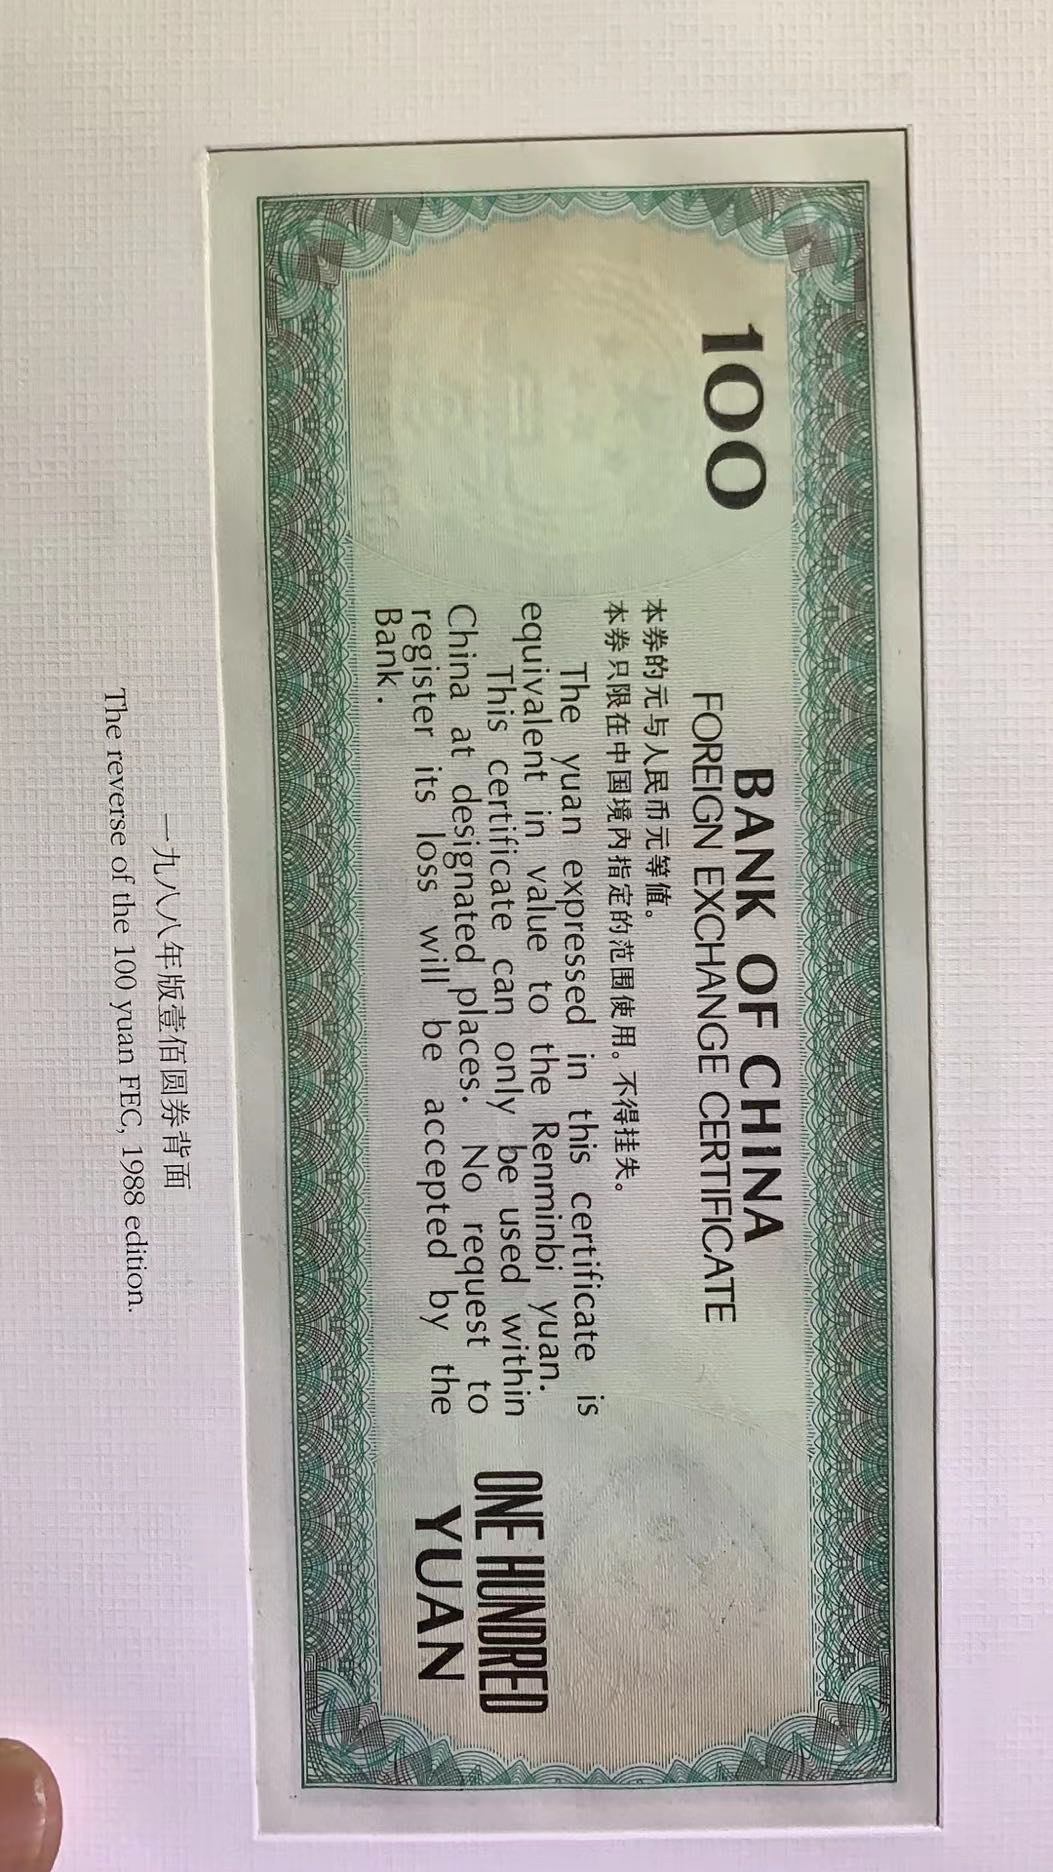 100
BANK OF CHINA
FOREIGN EXCHANGE CERTIFICATE
本券的元与人民币元等值。
本券只限在中国境内指定的范围使用。不得挂失。
The yuan expressed in this certificate is
equivalent in value to the Renminbi yuan.
This certificate can only be used within
China at designated places. No request to
register its loss will be accepted by the
Bank.
ONE HUNDRED
YUAN
一九八八年版壹佰圆券背面
The reverse of the 100 yuan FEC, 1988 edition.